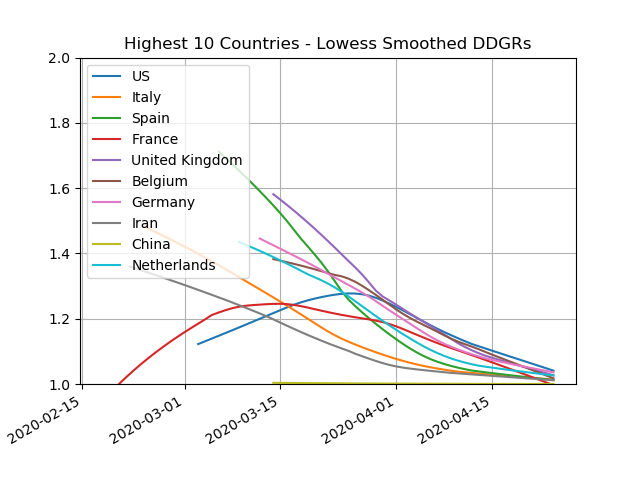 Highest 10 Countries - Lowess Smoothed DDGRs
2.0
1.8
1.6
1.4
1.2
1.0
US
Italy
Spain
France
United Kingdom
Belgium
Germany
Iran
China
Netherlands
2020-02-15
2020-03-01
2020-03-15
2020-04-01
2020-04-15